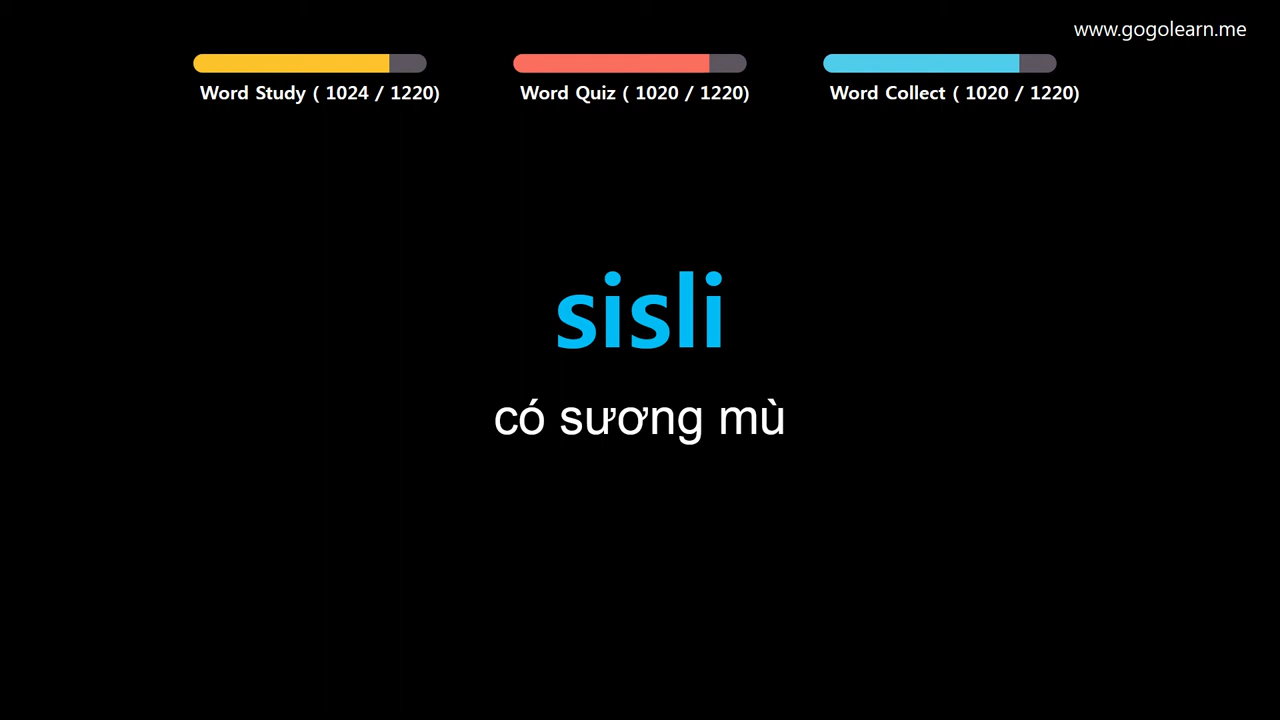 www.gogolearn.me
Word Study ( 1024 / 1220)
Word Quiz ( 1020 / 1220)
Word Collect ( 1020 / 1220)
sisli
có sương mù